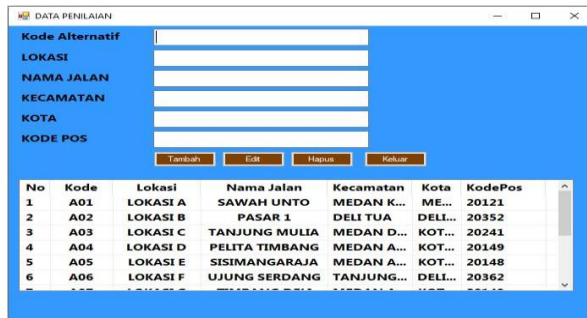 DATA PENILAIAN
Kode Alternatif
LOKASI
NAMA JALAN
KECAMATAN
KOTA
KODE POS
Tambah Edit Hapus Keluar
No Kode Lokasi Nama Jalan Kecamatan Kota KodePos
1 A01 LOKASI A SAWAH UNTO MEDAN K... ME... 20121
2 A02 LOKASI B PASAR 1 DELI TUA DELI... 20352
3 A03 LOKASI C TANJUNG MULIA MEDAN D... KOT... 20241
4 A04 LOKASI D PELITA TIMBANG MEDAN A... KOT... 20149
5 A05 LOKASI E SISIMANGARAJA MEDAN A... KOT... 20148
6 A06 LOKASI F UJUNG SERDANG TANJUNG... DELI... 20362